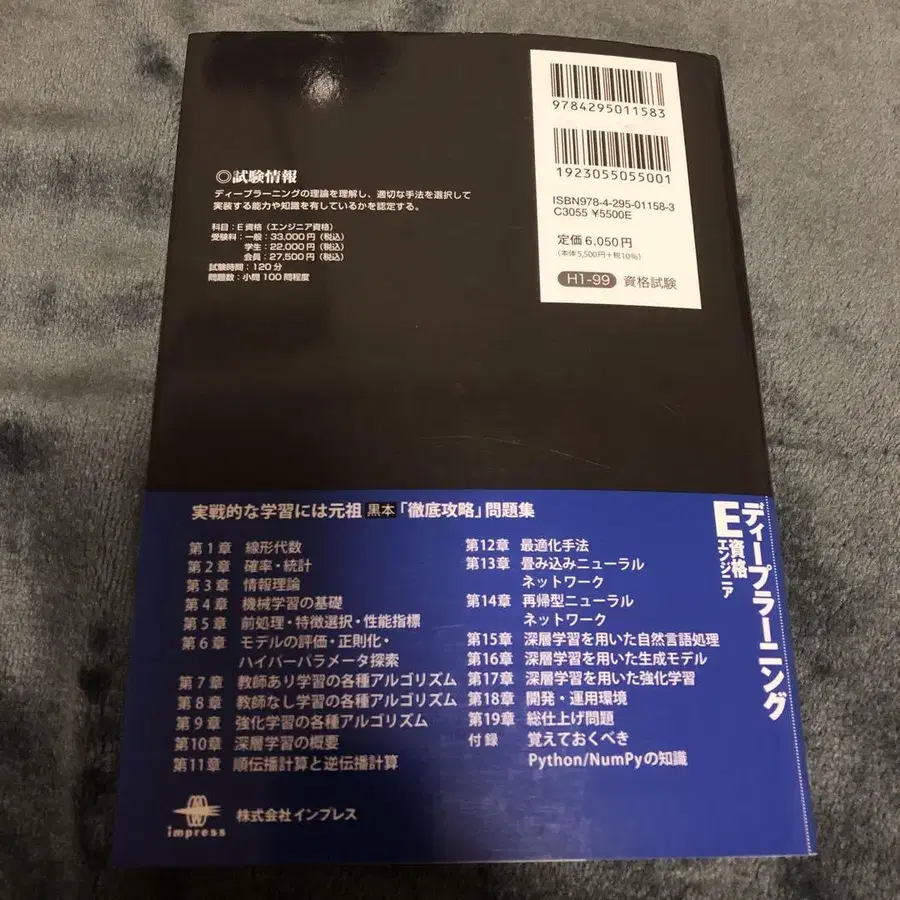 9784295011583
1923055055001
ISBN978-4-295-01158-3
C3055 ¥5500E
定価6,050円
(本体5,500円+税10%)
H1-99 資格試験
◎試験情報
ディープラーニングの理論を理解し、適切な手法を選択して
実装する能力や知識を有しているかを認定する。
科目:E資格(エンジニア資格)
受験料:一般:33,000円(税込)
学生:22,000円(税込)
会員:27,500円(税込)
試験時間:120分
問題数:小問100問程度
実戦的な学習には元祖 黒本 「徹底攻略」問題集
第1章 線形代数
第2章 確率・統計
第3章 情報理論
第4章 機械学習の基礎
第5章 前処理・特徴選択・性能指標
第6章 モデルの評価・正則化・
ハイパーパラメータ探索
第7章 教師あり学習の各種アルゴリズム
第8章 教師なし学習の各種アルゴリズム
第9章 強化学習の各種アルゴリズム
第10章 深層学習の概要
第11章 順伝播計算と逆伝播計算
第12章 最適化手法
第13章 畳み込みニューラル
ネットワーク
第14章 再帰型ニューラル
ネットワーク
第15章 深層学習を用いた自然言語処理
第16章 深層学習を用いた生成モデル
第17章 深層学習を用いた強化学習
第18章 開発・運用環境
第19章 総仕上げ問題
付録 覚えておくべき
Python/NumPyの知識
ディープラーニング
E資格
エンジニア
impress
株式会社インプレス